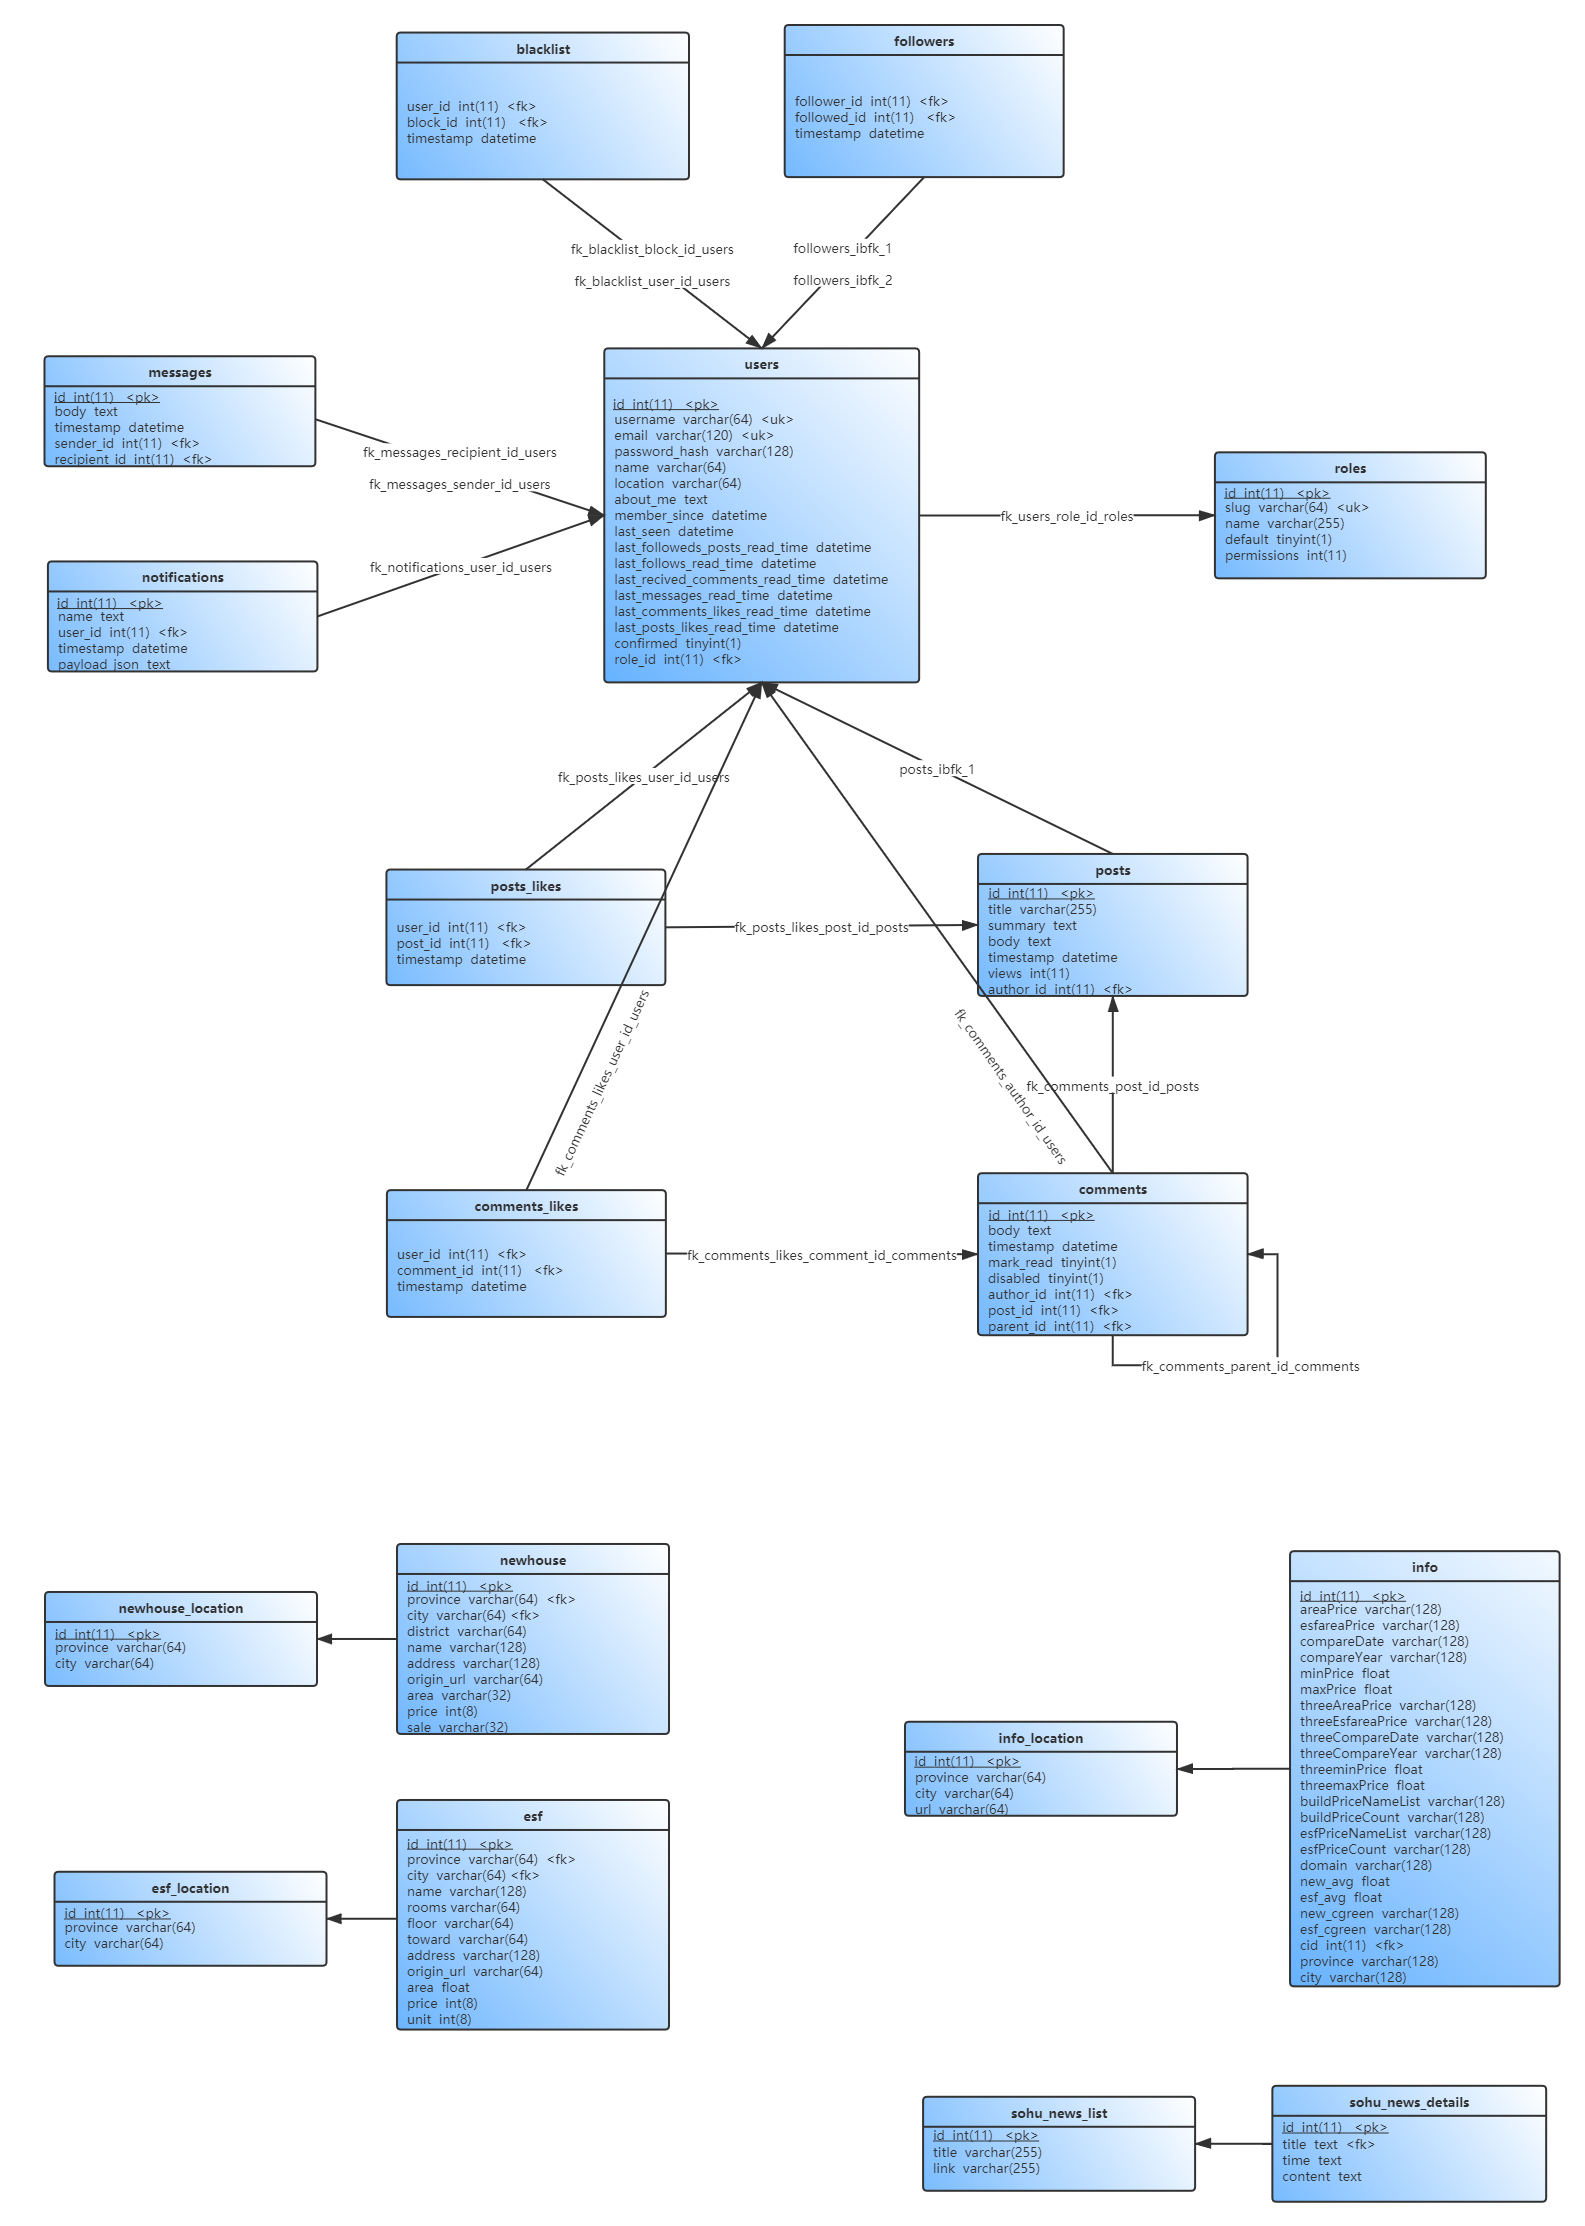 blacklist
user_id  int(11)  <fk>
block_id  int(11)   <fk>
timestamp  datetime
followers
follower_id  int(11)  <fk>
followed_id  int(11)   <fk>
timestamp  datetime
fk_blacklist_block_id_users
fk_blacklist_user_id_users
followers_ibfk_1
followers_ibfk_2
messages
id  int(11)   <pk>
body  text
timestamp  datetime
sender_id  int(11)  <fk>
recipient_id  int(11)  <fk>
fk_messages_recipient_id_users
fk_messages_sender_id_users
notifications
id  int(11)   <pk>
name  text
user_id  int(11)  <fk>
timestamp  datetime
payload_json  text
fk_notifications_user_id_users
users
id  int(11)   <pk>
username  varchar(64)  <uk>
email  varchar(120)  <uk>
password_hash  varchar(128)
name  varchar(64)
location  varchar(64)
about_me  text
member_since  datetime
last_seen  datetime
last_followeds_posts_read_time  datetime
last_follows_read_time  datetime
last_recived_comments_read_time  datetime
last_messages_read_time  datetime
last_comments_likes_read_time  datetime
last_posts_likes_read_time  datetime
confirmed  tinyint(1)
role_id  int(11)  <fk>
fk_users_role_id_roles
roles
id  int(11)   <pk>
slug  varchar(64)  <uk>
name  varchar(255)
default  tinyint(1)
permissions  int(11)
fk_posts_likes_user_id_users
posts_ibfk_1
posts_likes
user_id  int(11)  <fk>
post_id  int(11)   <fk>
timestamp  datetime
fk_posts_likes_post_id_posts
posts
id  int(11)   <pk>
title  varchar(255)
summary  text
body  text
timestamp  datetime
views  int(11)
author_id  int(11)  <fk>
fk_comments_likes_user_id_users
fk_comments_author_id_users
fk_comments_post_id_posts
comments_likes
user_id  int(11)  <fk>
comment_id  int(11)   <fk>
timestamp  datetime
fk_comments_likes_comment_id_comments
comments
id  int(11)   <pk>
body  text
timestamp  datetime
mark_read  tinyint(1)
disabled  tinyint(1)
author_id  int(11)  <fk>
post_id  int(11)  <fk>
parent_id  int(11)  <fk>
fk_comments_parent_id_comments
newhouse_location
id  int(11)   <pk>
province  varchar(64)
city  varchar(64)
newhouse
id  int(11)   <pk>
province  varchar(64)  <fk>
city  varchar(64) <fk>
district  varchar(64)
name  varchar(128)
address  varchar(128)
origin_url  varchar(64)
area  varchar(32)
price  int(8)
sale  varchar(32)
esf_location
id  int(11)   <pk>
province  varchar(64)
city  varchar(64)
esf
id  int(11)   <pk>
province  varchar(64)  <fk>
city  varchar(64) <fk>
name  varchar(128)
rooms varchar(64)
floor  varchar(64)
toward  varchar(64)
address  varchar(128)
origin_url  varchar(64)
area  float
price  int(8)
unit  int(8)
info_location
id  int(11)   <pk>
province  varchar(64)
city  varchar(64)
url  varchar(64)
info
id  int(11)   <pk>
areaPrice  varchar(128)
esfareaPrice  varchar(128)
compareDate  varchar(128)
compareYear  varchar(128)
minPrice  float
maxPrice  float
threeAreaPrice  varchar(128)
threeEsfareaPrice  varchar(128)
threeCompareDate  varchar(128)
threeCompareYear  varchar(128)
threeminPrice  float
threemaxPrice  float
buildPriceNameList  varchar(128)
buildPriceCount  varchar(128)
esfPriceNameList  varchar(128)
esfPriceCount  varchar(128)
domain  varchar(128)
new_avg  float
esf_avg  float
new_cgreen  varchar(128)
esf_cgreen  varchar(128)
cid  int(11)  <fk>
province  varchar(128)
city  varchar(128)
sohu_news_list
id  int(11)   <pk>
title  varchar(255)
link  varchar(255)
sohu_news_details
id  int(11)   <pk>
title  text  <fk>
time  text
content  text